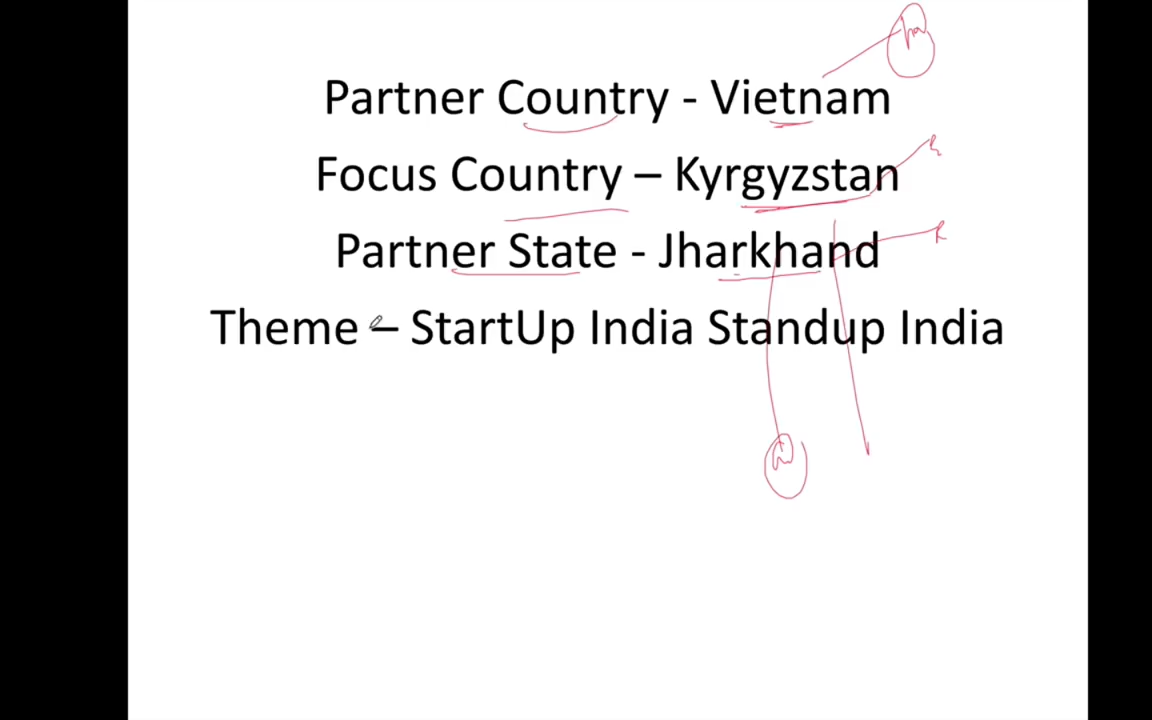 Partner Country - Vietnam
Focus Country – Kyrgyzstan
Partner State - Jharkhand
Theme – StartUp India Standup India